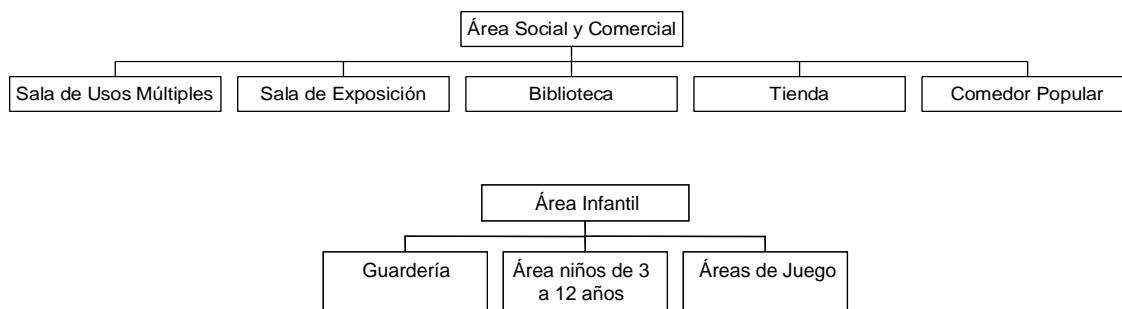 Área Social y Comercial
Sala de Usos Múltiples
Sala de Exposición
Biblioteca
Tienda
Comedor Popular
Área Infantil
Guardería
Área niños de 3
a 12 años
Áreas de Juego